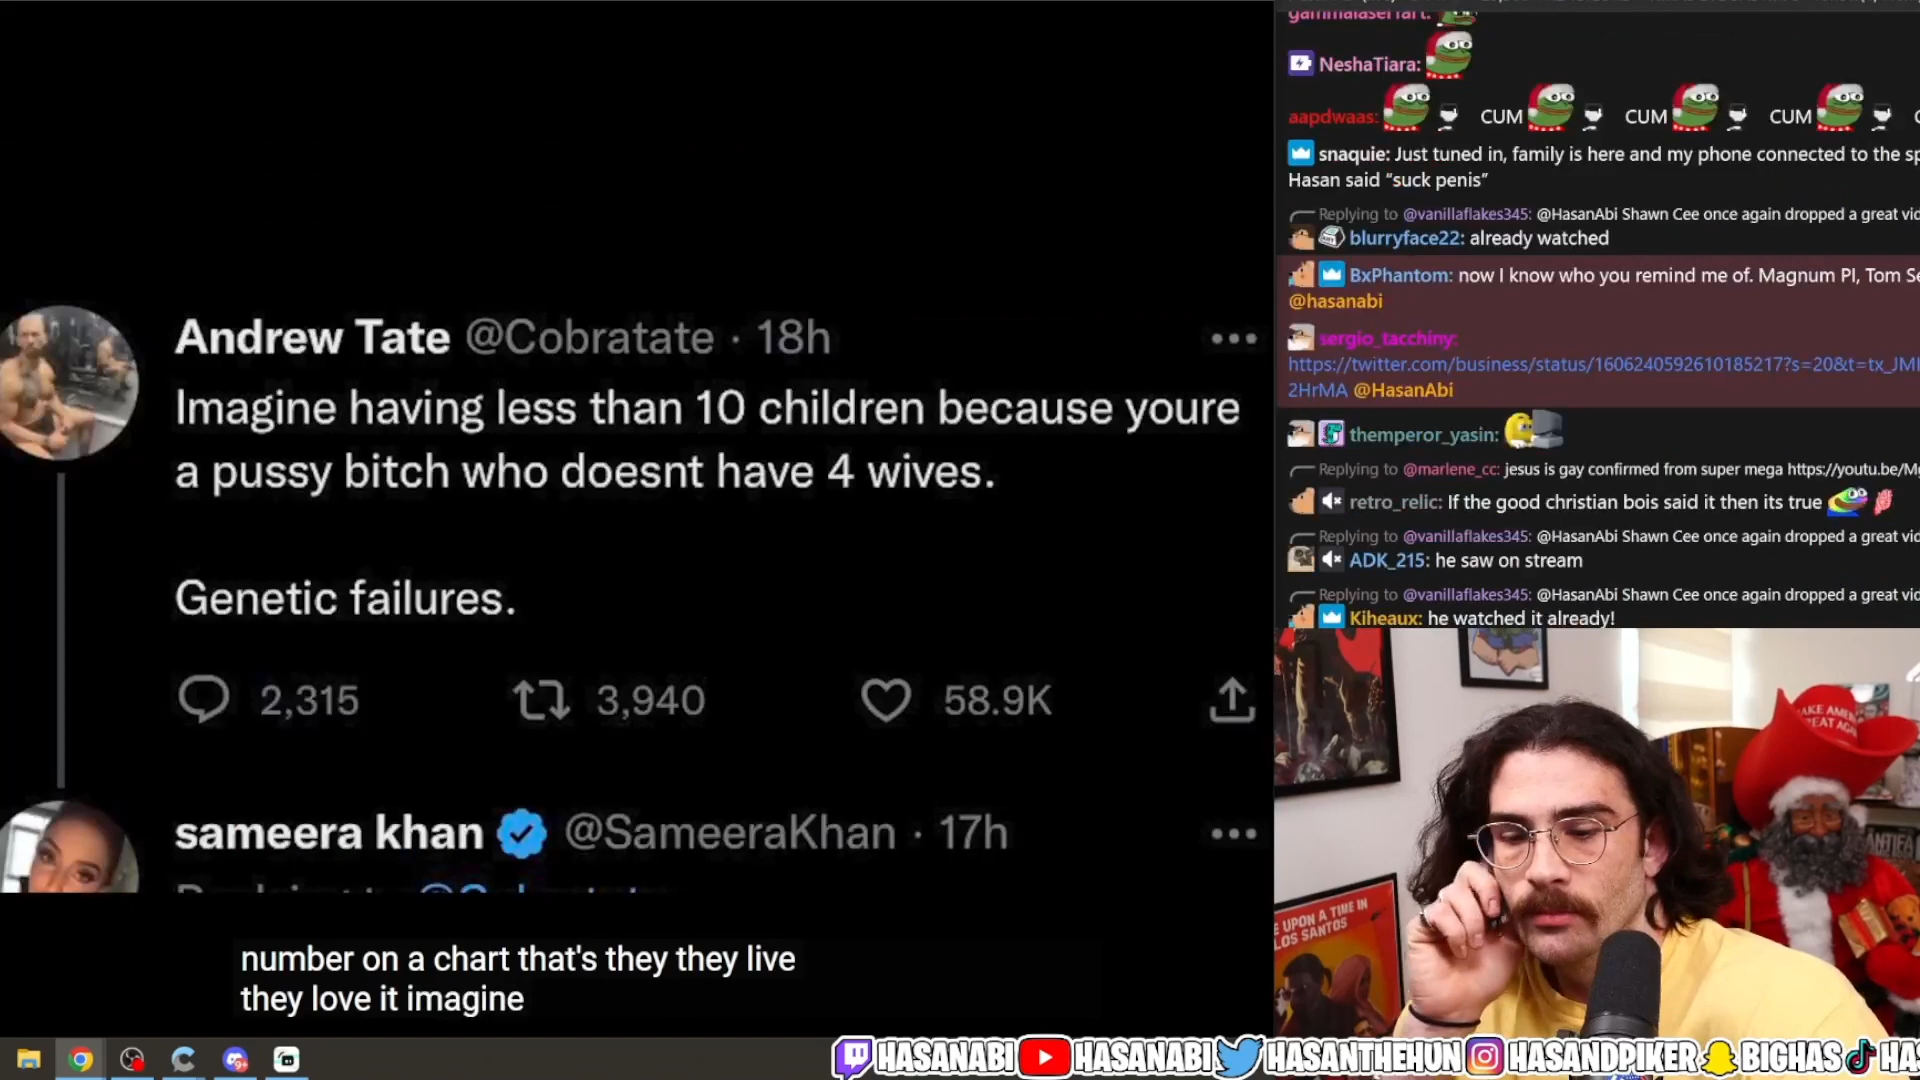 Andrew Tate @Cobratate · 18h
Imagine having less than 10 children because youre
a pussy bitch who doesnt have 4 wives.
Genetic failures.
2,315 3,940 58.9K
sameera khan @SameeraKhan · 17h
number on a chart that's they they live
they love it imagine
gammalaserfart:
NeshaTiara:
aapdwaas: CUM CUM CUM
snaquie: Just tuned in, family is here and my phone connected to the sp
Hasan said “suck penis”
Replying to @vanillaflakes345: @HasanAbi Shawn Cee once again dropped a great vid
blurryface22: already watched
BxPhantom: now I know who you remind me of. Magnum PI, Tom Se
@hasanabi
sergio_tacchiny:
https://twitter.com/business/status/1606240592610185217?s=20&t=tx_JMI
2HrMA @HasanAbi
themperor_yasin:
Replying to @marlene_cc: jesus is gay confirmed from super mega https://youtu.be/M
retro_relic: If the good christian bois said it then its true
Replying to @vanillaflakes345: @HasanAbi Shawn Cee once again dropped a great vid
ADK_215: he saw on stream
Replying to @vanillaflakes345: @HasanAbi Shawn Cee once again dropped a great vid
Kiheaux: he watched it already!
UPON A TIME IN
LOS SANTOS
HASANABI HASANABI HASANTHEHUN HASANDPIKER BIGHAS HAS